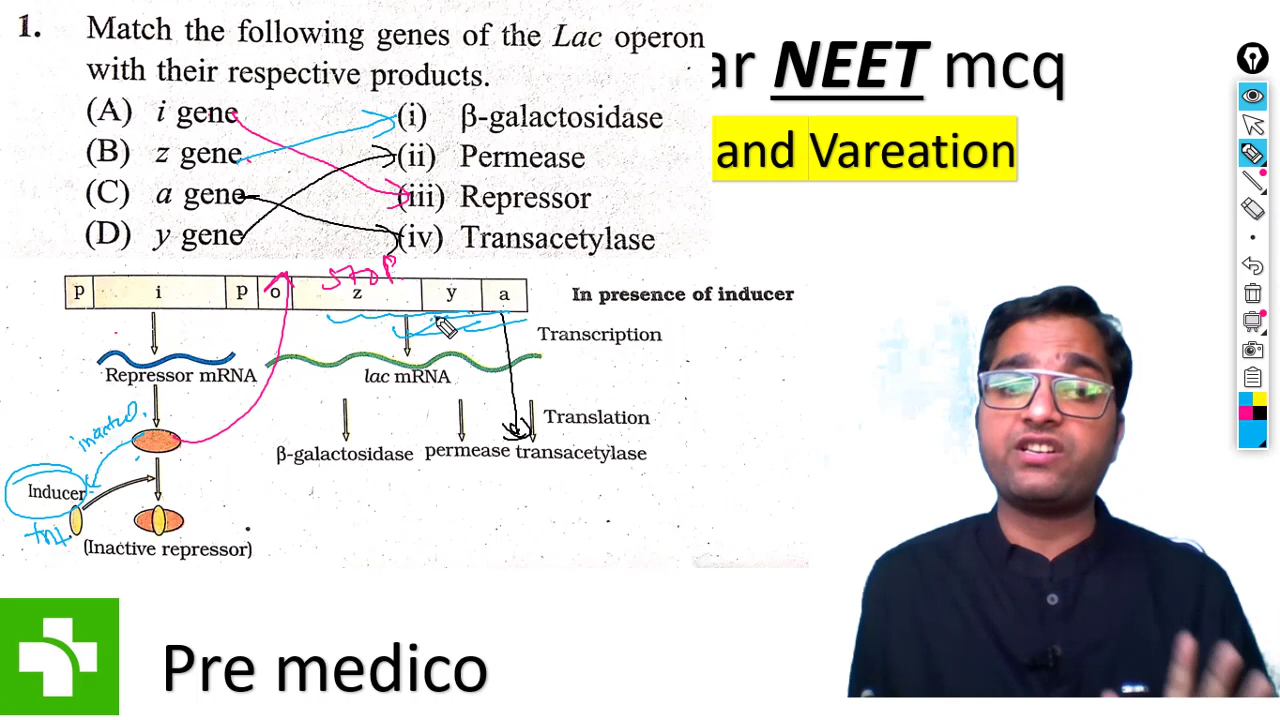 1. Match the following genes of the Lac operon
with their respective products.
(A) i gene (i) β-galactosidase
(B) z gene (ii) Permease
(C) a gene (iii) Repressor
(D) y gene (iv) Transacetylase
ar NEET mcq
and Vareation
STOP
p i p o z y a In presence of inducer
Transcription
Repressor mRNA lac mRNA
Translation
β-galactosidase permease transacetylase
Inducer
(Inactive repressor)
Pre medico